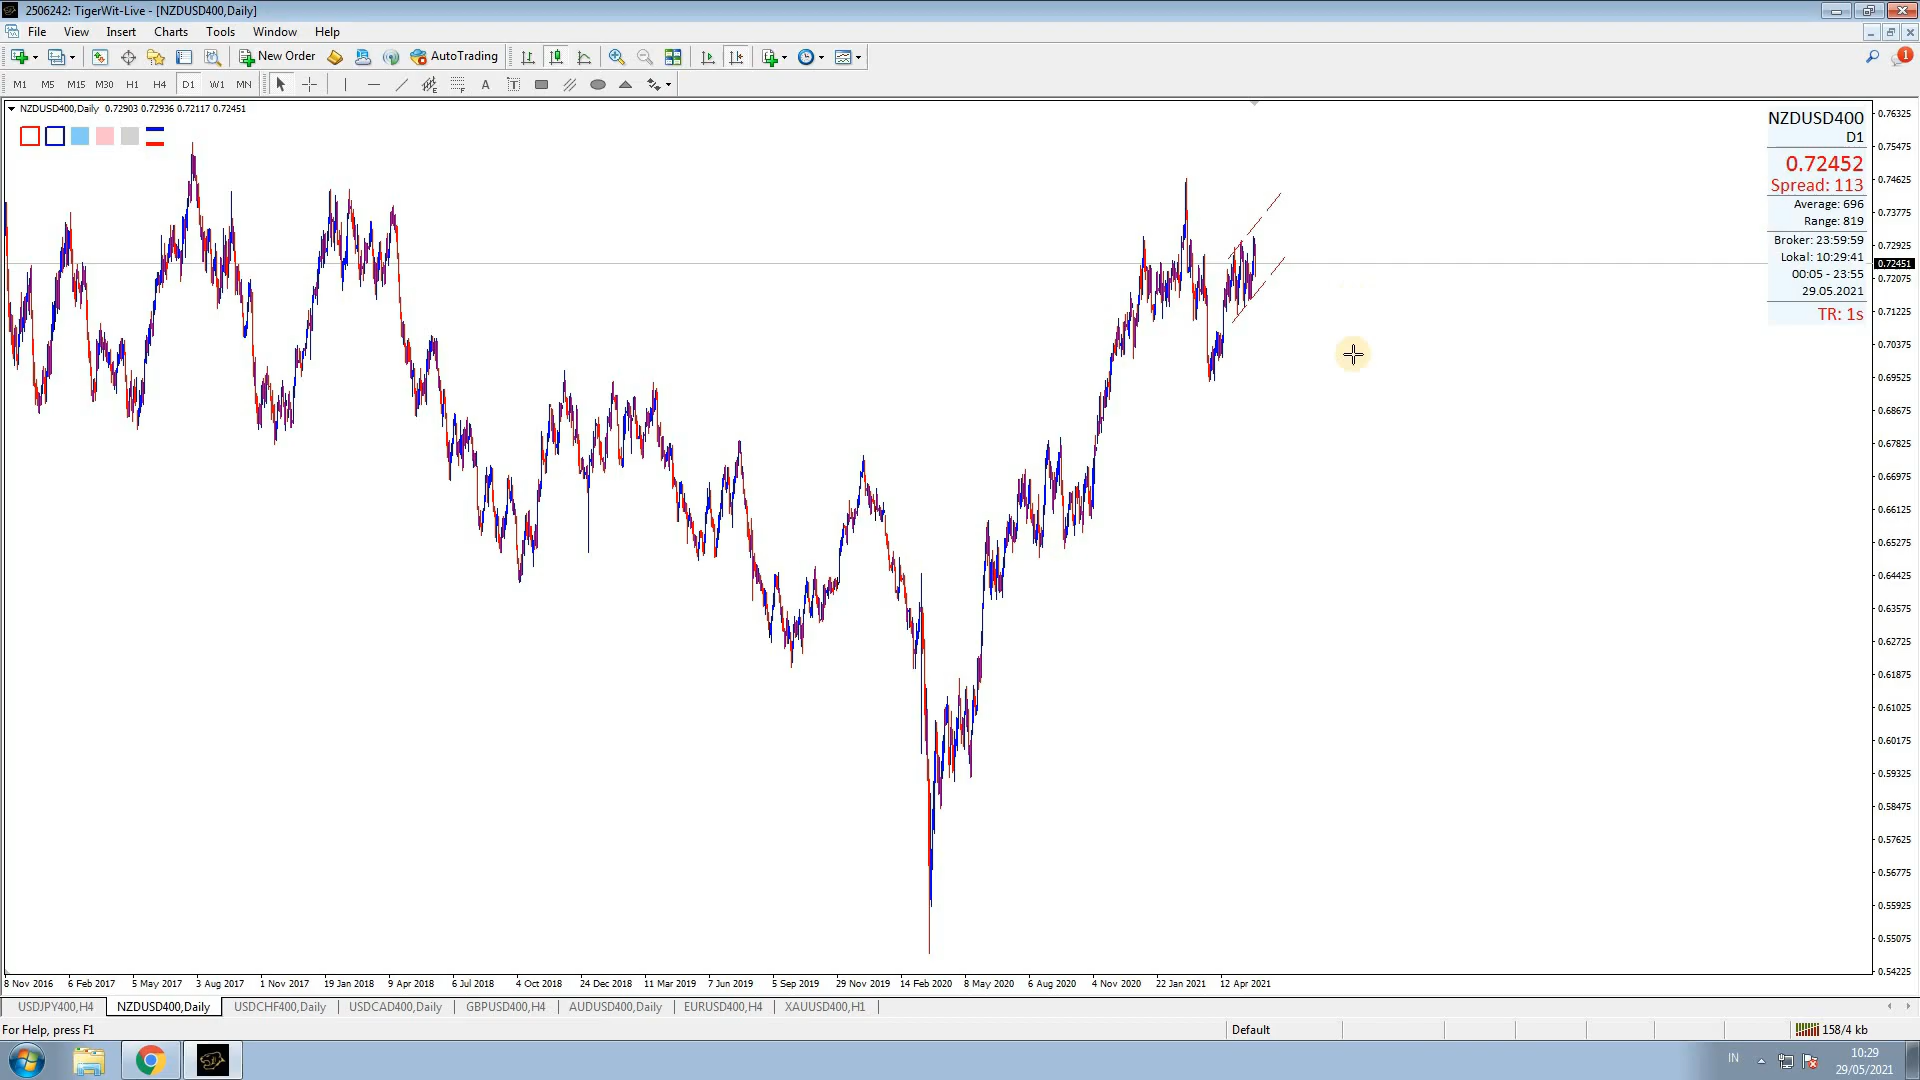 2506242: TigerWit-Live - [NZDUSD400,Daily]
File View Insert Charts Tools Window Help
New Order AutoTrading
M1 M5 M15 M30 H1 H4 D1 W1 MN A T
NZDUSD400,Daily 0.72903 0.72936 0.72117 0.72451
NZDUSD400
D1
0.72452
Spread: 113
Average: 696
Range: 819
Broker: 23:59:59
Lokal: 10:29:41
00:05 - 23:55
29.05.2021
TR: 1s
0.76325
0.75475
0.74625
0.73775
0.72925
0.72451
0.72075
0.71225
0.70375
0.69525
0.68675
0.67825
0.66975
0.66125
0.65275
0.64425
0.63575
0.62725
0.61875
0.61025
0.60175
0.59325
0.58475
0.57625
0.56775
0.55925
0.55075
0.54225
8 Nov 2016 6 Feb 2017 5 May 2017 3 Aug 2017 1 Nov 2017 19 Jan 2018 9 Apr 2018 6 Jul 2018 4 Oct 2018 24 Dec 2018 11 Mar 2019 7 Jun 2019 5 Sep 2019 29 Nov 2019 14 Feb 2020 8 May 2020 6 Aug 2020 4 Nov 2020 22 Jan 2021 12 Apr 2021
USDJPY400,H4 NZDUSD400,Daily USDCHF400,Daily USDCAD400,Daily GBPUSD400,H4 AUDUSD400,Daily EURUSD400,H4 XAUUSD400,H1
For Help, press F1 Default 158/4 kb
IN 10:29
29/05/2021
1